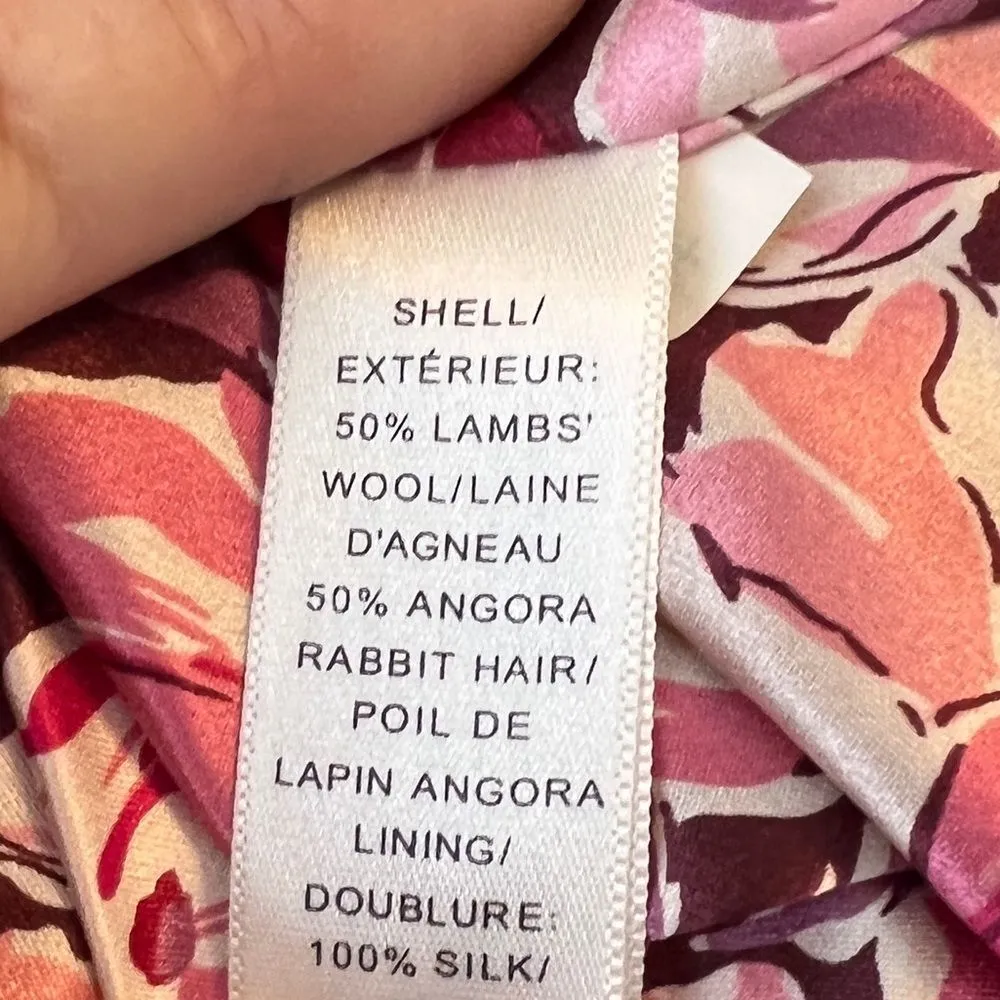 SHELL/
EXTÉRIEUR:
50% LAMBS'
WOOL/LAINE
D'AGNEAU
50% ANGORA
RABBIT HAIR/
POIL DE
LAPIN ANGORA
LINING/
DOUBLURE:
100% SILK/